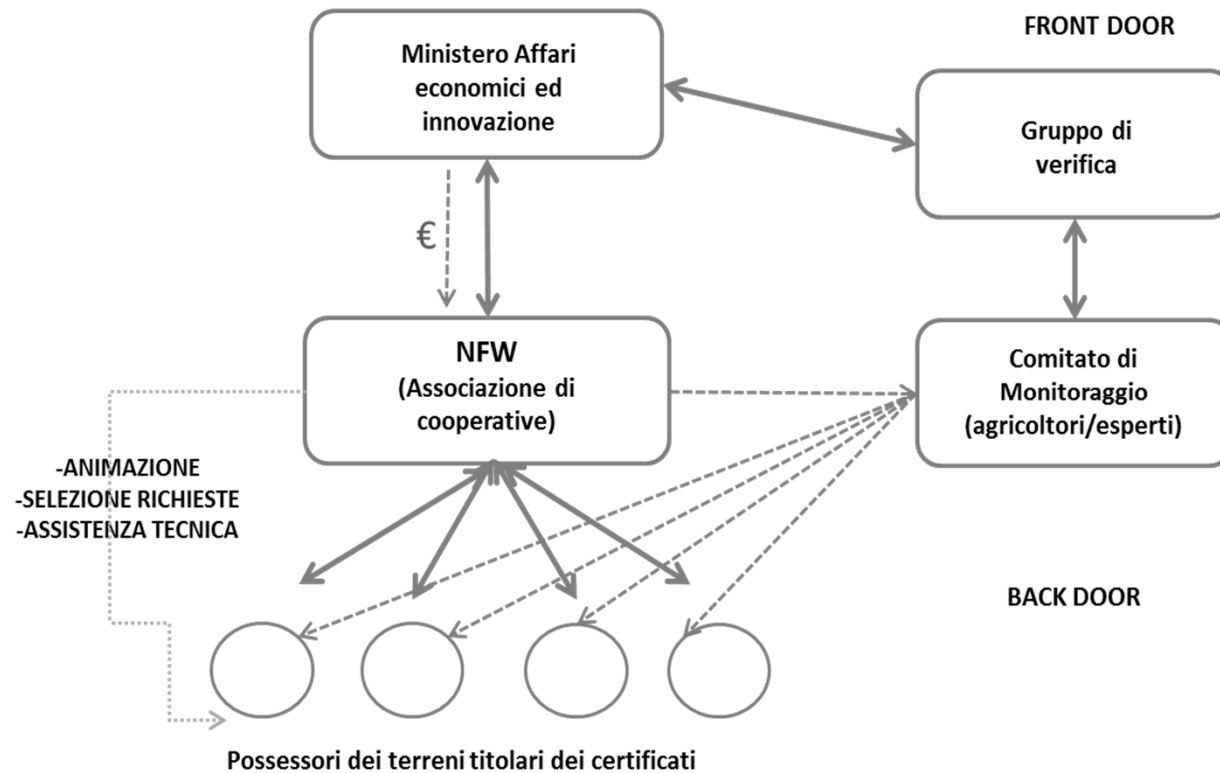 FRONT DOOR
Ministero Affari
economici ed
innovazione
Gruppo di
verifica
€
NFW
(Associazione di
cooperative)
Comitato di
Monitoraggio
(agricoltori/esperti)
-ANIMAZIONE
-SELEZIONE RICHIESTE
-ASSISTENZA TECNICA
BACK DOOR
Possessori dei terreni titolari dei certificati